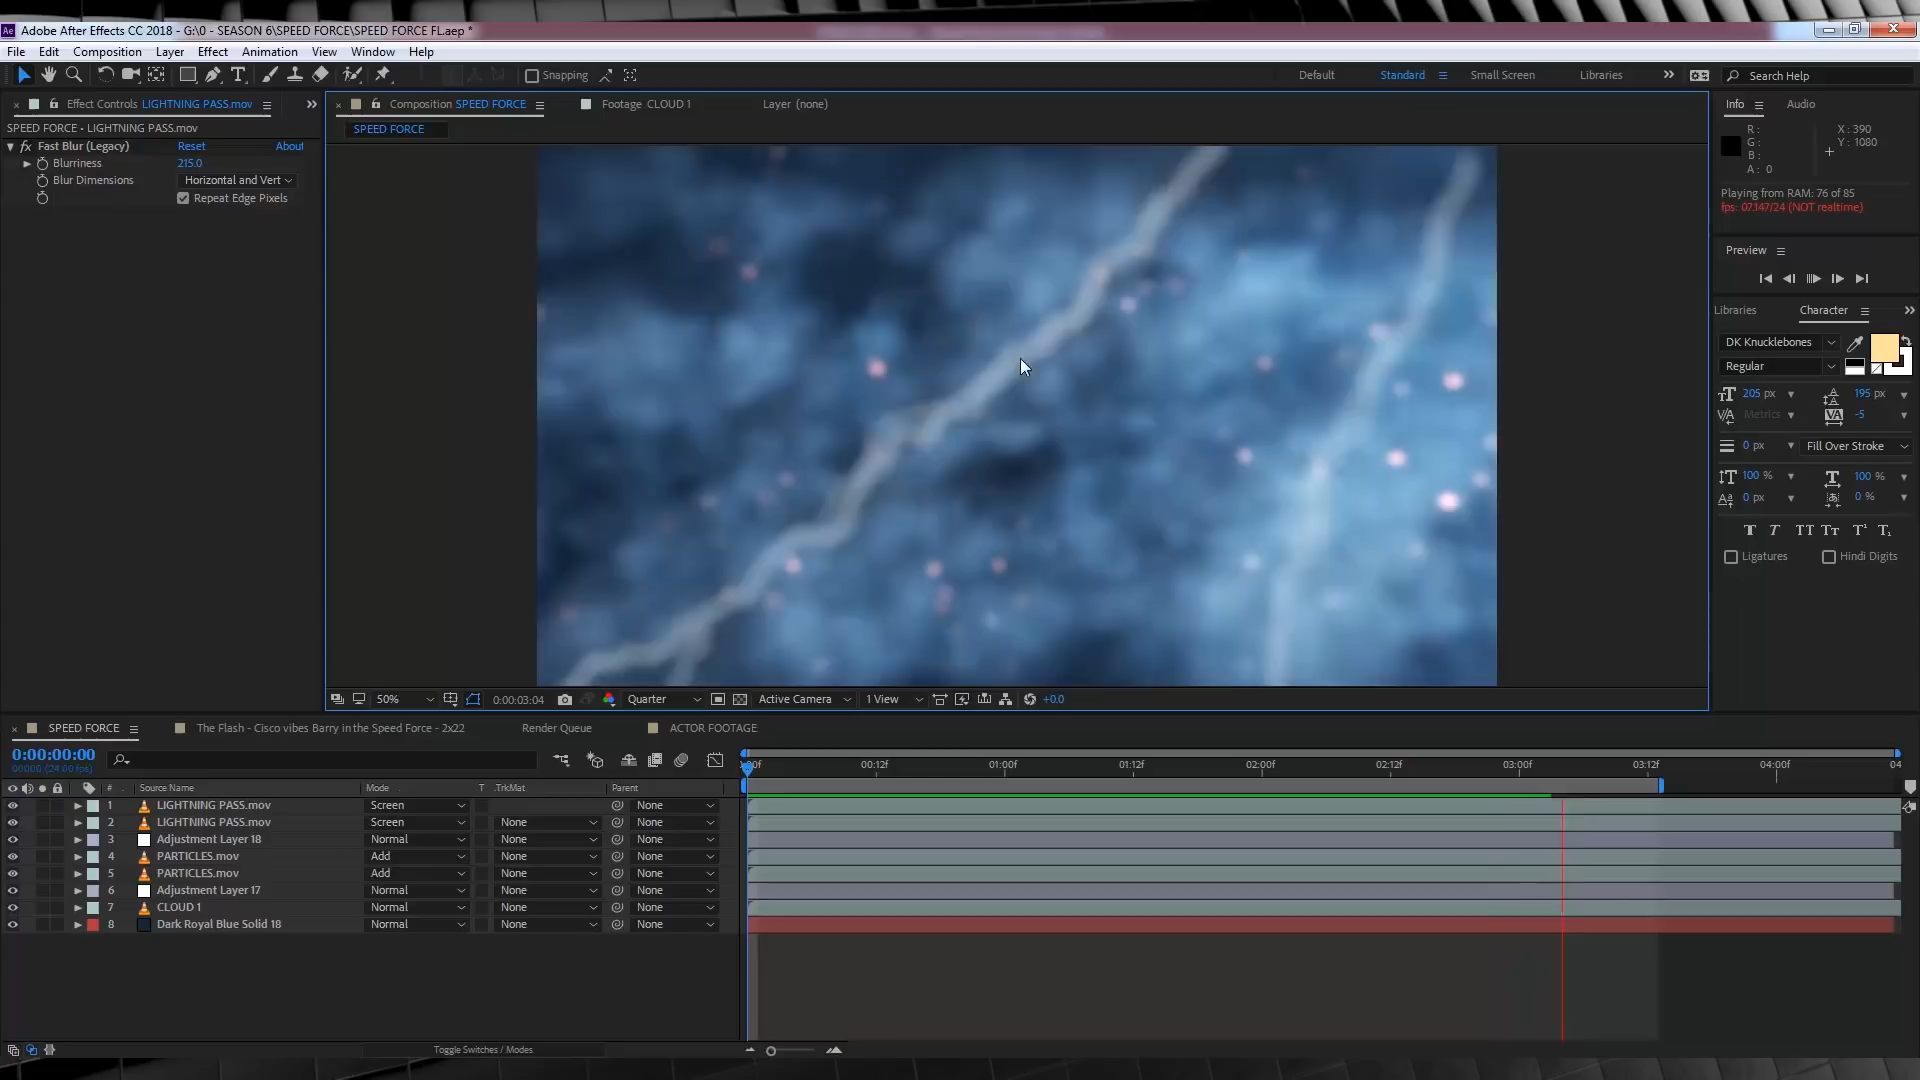 Adobe After Effects CC 2018 - G:\0 - SEASON 6\SPEED FORCE\SPEED FORCE FL.aep *
File Edit Composition Layer Effect Animation View Window Help
Snapping Default Standard Small Screen Libraries Search Help
Effect Controls LIGHTNING PASS.mov
Composition SPEED FORCE Footage CLOUD 1 Layer (none)
SPEED FORCE • LIGHTNING PASS.mov
SPEED FORCE
fx Fast Blur (Legacy) Reset About
Blurriness 215.0
Blur Dimensions Horizontal and Vert
Repeat Edge Pixels
Info Audio
R : X : 390
G : Y : 1080
B :
A : 0
Playing from RAM: 76 of 85
fps: 07.147/24 (NOT realtime)
Preview
Libraries Character
DK Knucklebones
Regular
205 px 195 px
Metrics -5
0 px Fill Over Stroke
100 % 100 %
0 px 0 %
Ligatures Hindi Digits
50% 0:00:03:04 Quarter Active Camera 1 View +0.0
SPEED FORCE The Flash - Cisco vibes Barry in the Speed Force - 2x22 Render Queue ACTOR FOOTAGE
0:00:00:00
00000 (24.00 fps)
:00f 00:12f 01:00f 01:12f 02:00f 02:12f 03:00f 03:12f 04:00f 04
# Source Name Mode T .TrkMat Parent
1 LIGHTNING PASS.mov Screen None
2 LIGHTNING PASS.mov Screen None None
3 Adjustment Layer 18 Normal None None
4 PARTICLES.mov Add None None
5 PARTICLES.mov Add None None
6 Adjustment Layer 17 Normal None None
7 CLOUD 1 Normal None None
8 Dark Royal Blue Solid 18 Normal None None
Toggle Switches / Modes